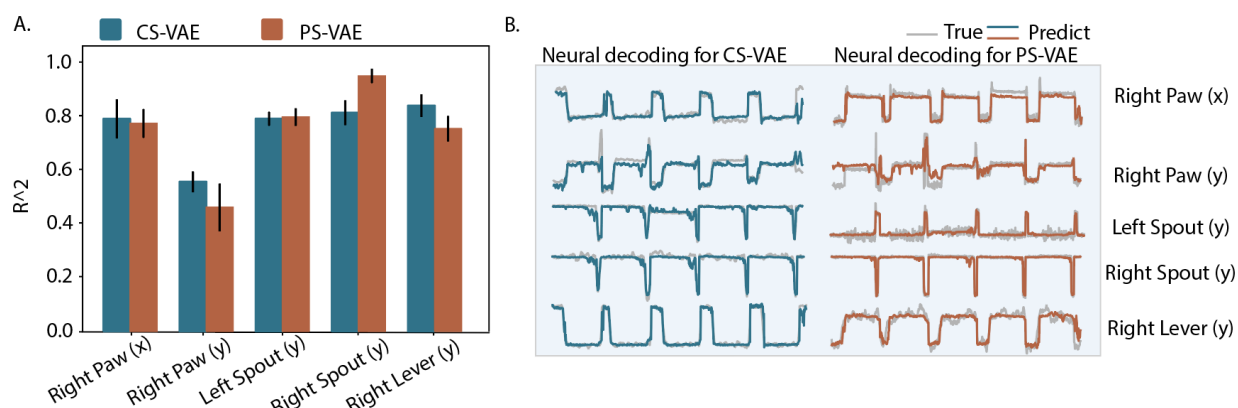 A.
CS-VAE
PS-VAE
R^2
1.0
0.8
0.6
0.4
0.2
0.0
Right Paw (x)
Right Paw (y)
Left Spout (y)
Right Spout (y)
Right Lever (y)
B.
True
Predict
Neural decoding for CS-VAE
Neural decoding for PS-VAE
Right Paw (x)
Right Paw (y)
Left Spout (y)
Right Spout (y)
Right Lever (y)